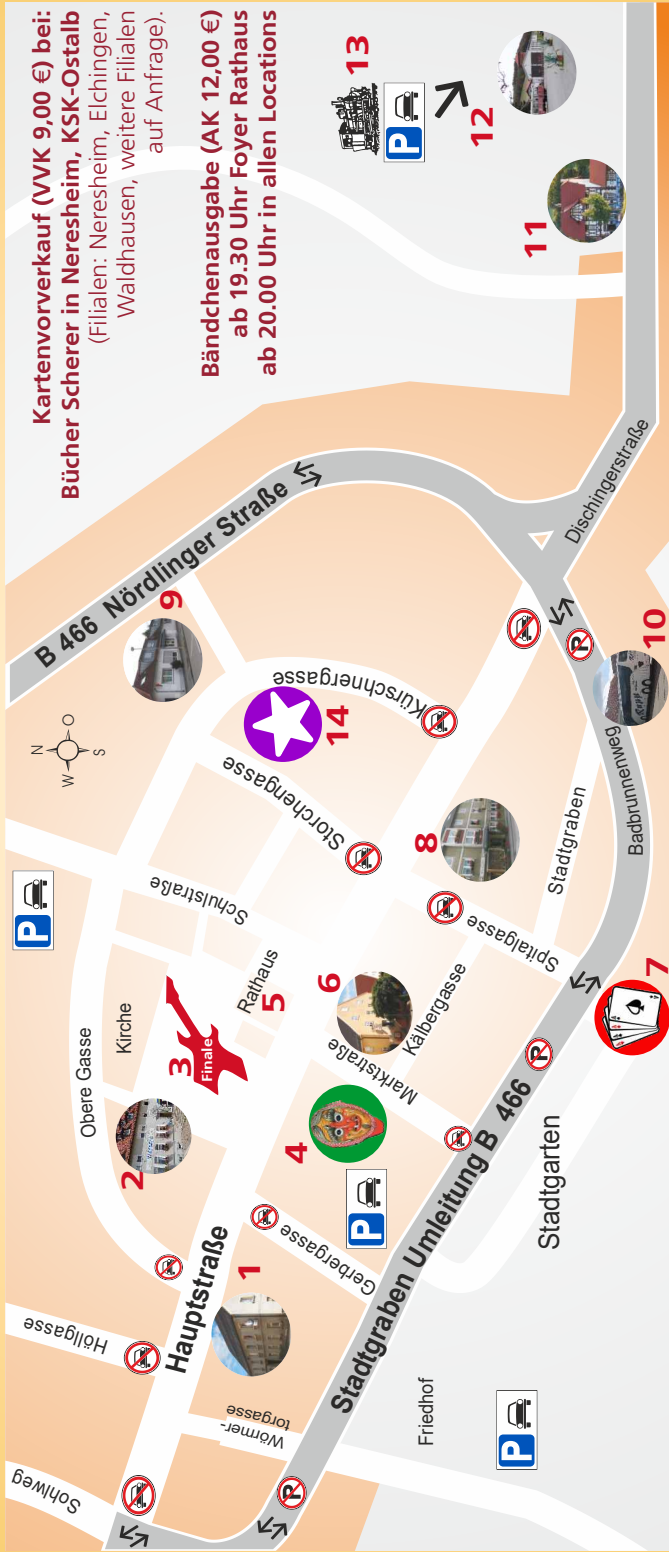 Kartenvorverkauf (VVK 9,00 €) bei:
Bücher Scherer in Neresheim, KSK-Ostalb
(Filialen: Neresheim, Elchingen,
Waldhausen, weitere Filialen
auf Anfrage).
Bändchenausgabe (AK 12,00 €)
ab 19.30 Uhr Foyer Rathaus
ab 20.00 Uhr in allen Locations
13
P
12
11
B 466 Nördlinger Straße
9
N
W
O
S
Kürschnergasse
14
Storchengasse
Dischingerstraße
P
10
P
Schulstraße
8
Badbrunnenweg
Stadtgraben
Spitalgasse
Obere Gasse
Kirche
3
Finale
Rathaus
5
6
Kälbergasse
Marktstraße
7
P
2
4
P
Stadtgraben Umleitung B 466
Stadtgarten
Gerbergasse
Hauptstraße
1
Höllgasse
Wörmer-
torgasse
Friedhof
P
Sohlweg
P